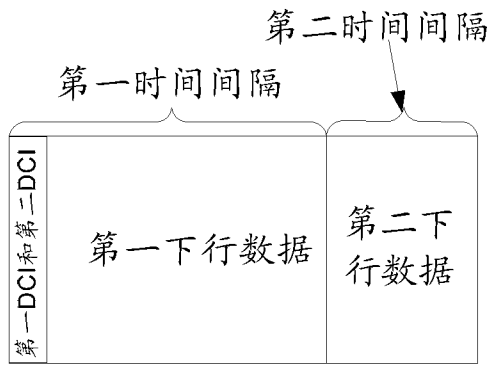 第二时间间隔
第一时间间隔
第一DCI和第二DCI
第一下行数据
第二下
行数据